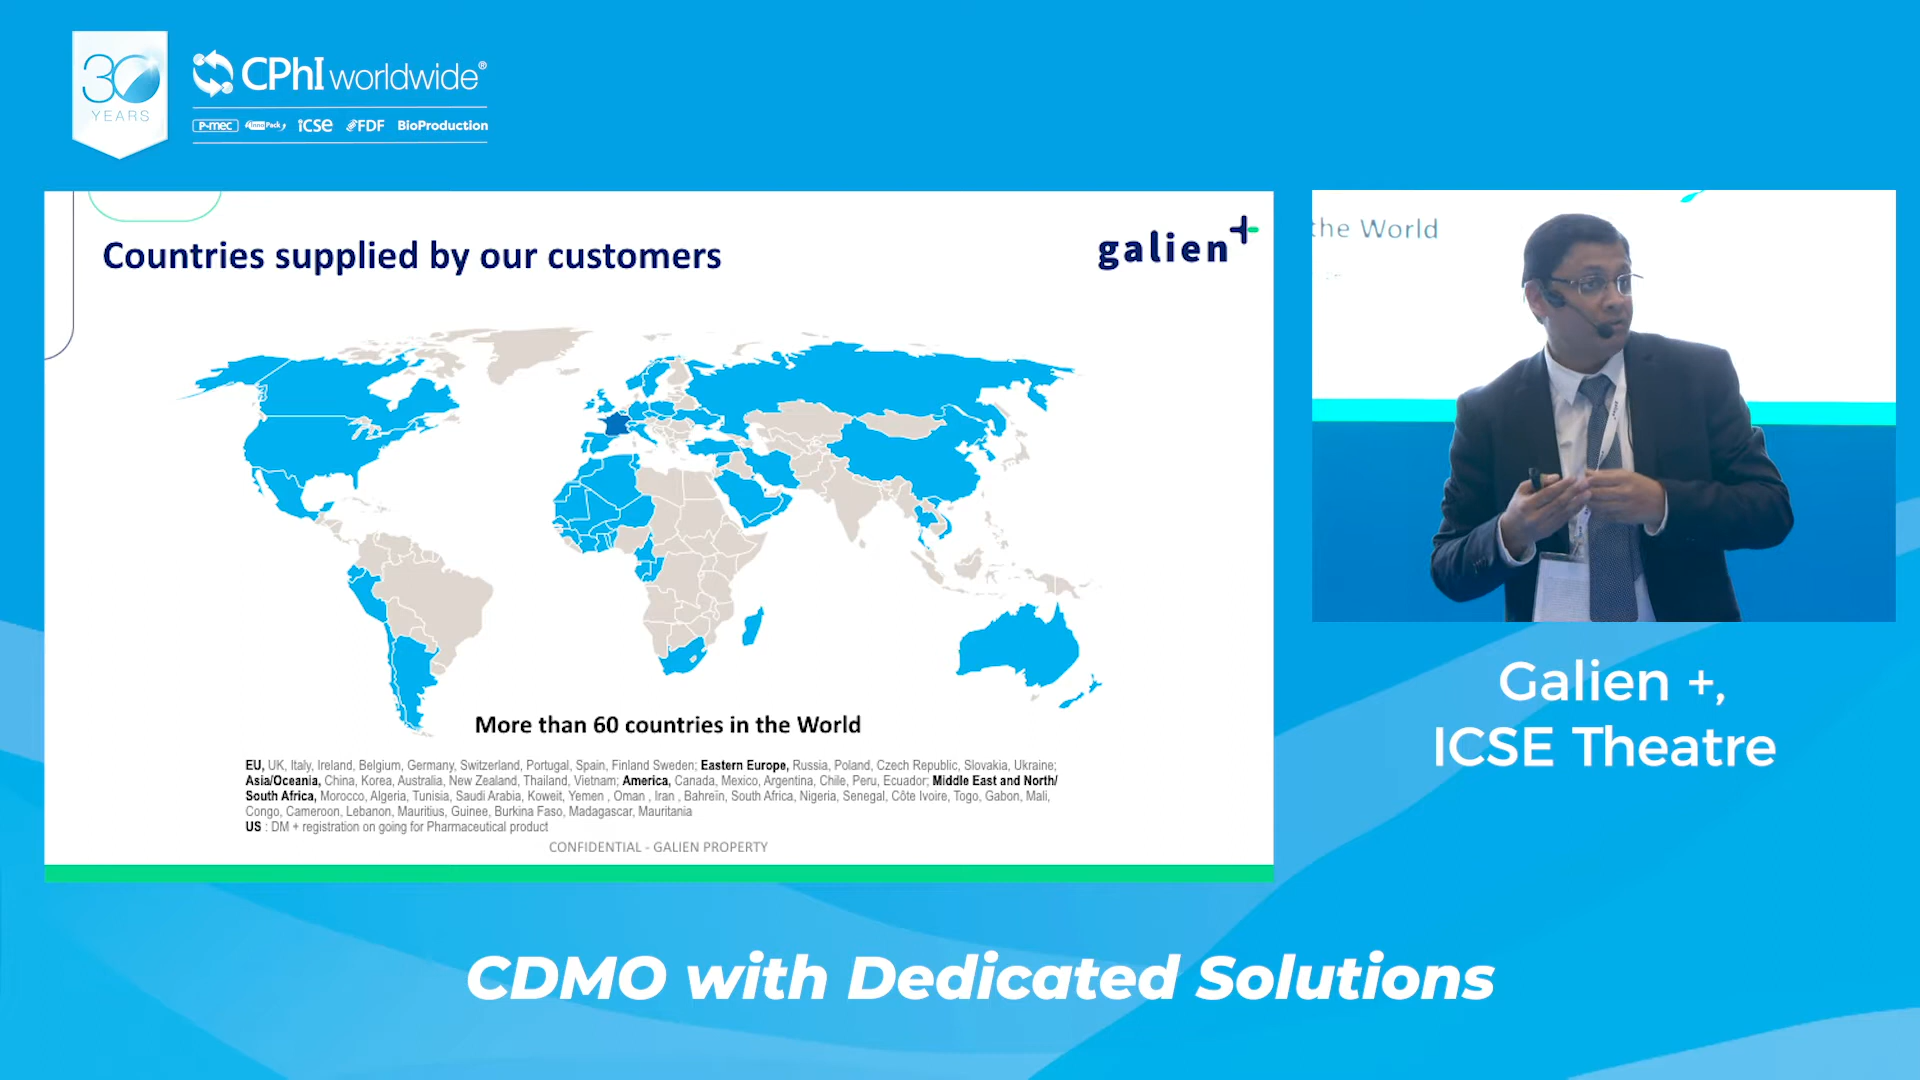 30
YEARS
CPhI worldwide®
P-mec InnoPack iCSE FDF BioProduction
Countries supplied by our customers
galien+
More than 60 countries in the World
EU, UK, Italy, Ireland, Belgium, Germany, Switzerland, Portugal, Spain, Finland Sweden; Eastern Europe, Russia, Poland, Czech Republic, Slovakia, Ukraine;
Asia/Oceania, China, Korea, Australia, New Zealand, Thailand, Vietnam; America, Canada, Mexico, Argentina, Chile, Peru, Ecuador; Middle East and North/
South Africa, Morocco, Algeria, Tunisia, Saudi Arabia, Koweit, Yemen , Oman , Iran , Bahreïn, South Africa, Nigeria, Senegal, Côte Ivoire, Togo, Gabon, Mali,
Congo, Cameroon, Lebanon, Mauritius, Guinee, Burkina Faso, Madagascar, Mauritania
US : DM + registration on going for Pharmaceutical product
CONFIDENTIAL - GALIEN PROPERTY
the World
Galien +,
ICSE Theatre
CDMO with Dedicated Solutions